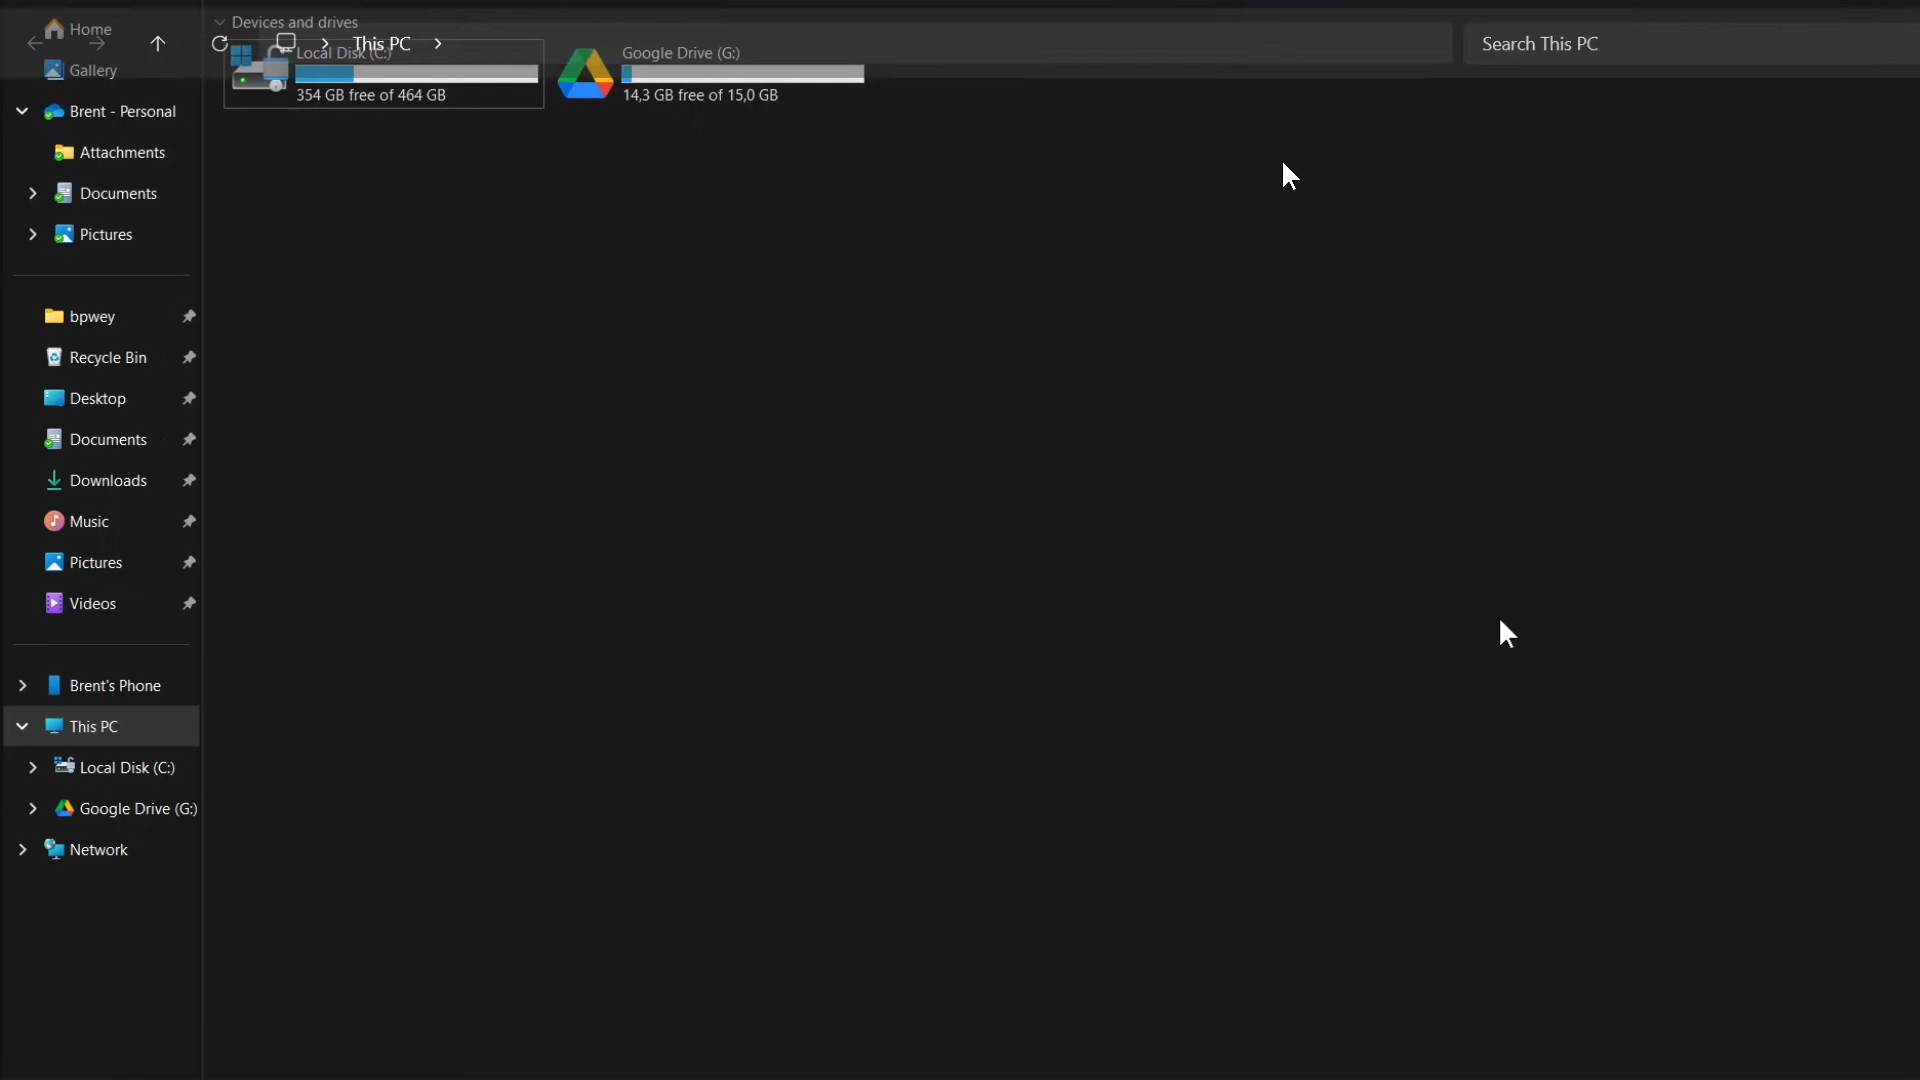 Home
Gallery
Brent - Personal
Attachments
Documents
Pictures
bpwey
Recycle Bin
Desktop
Documents
Downloads
Music
Pictures
Videos
Brent's Phone
This PC
Local Disk (C:)
Google Drive (G:)
Network
Devices and drives
This PC
Search This PC
Local Disk (C:)
354 GB free of 464 GB
Google Drive (G:)
14,3 GB free of 15,0 GB